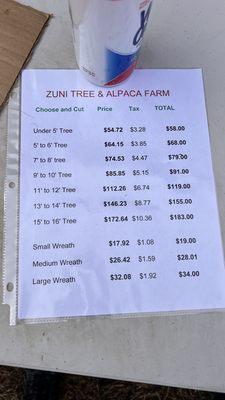 ZUNI TREE & ALPACA FARM
Choose and Cut Price Tax TOTAL
Under 5' Tree $54.72 $3.28 $58.00
5' to 6' Tree $64.15 $3.85 $68.00
7' to 8' tree $74.53 $4.47 $79.00
9' to 10' Tree $85.85 $5.15 $91.00
11' to 12' Tree $112.26 $6.74 $119.00
13' to 14' Tree $146.23 $8.77 $155.00
15' to 16' Tree $172.64 $10.36 $183.00
Small Wreath $17.92 $1.08 $19.00
Medium Wreath $26.42 $1.59 $28.01
Large Wreath $32.08 $1.92 $34.00